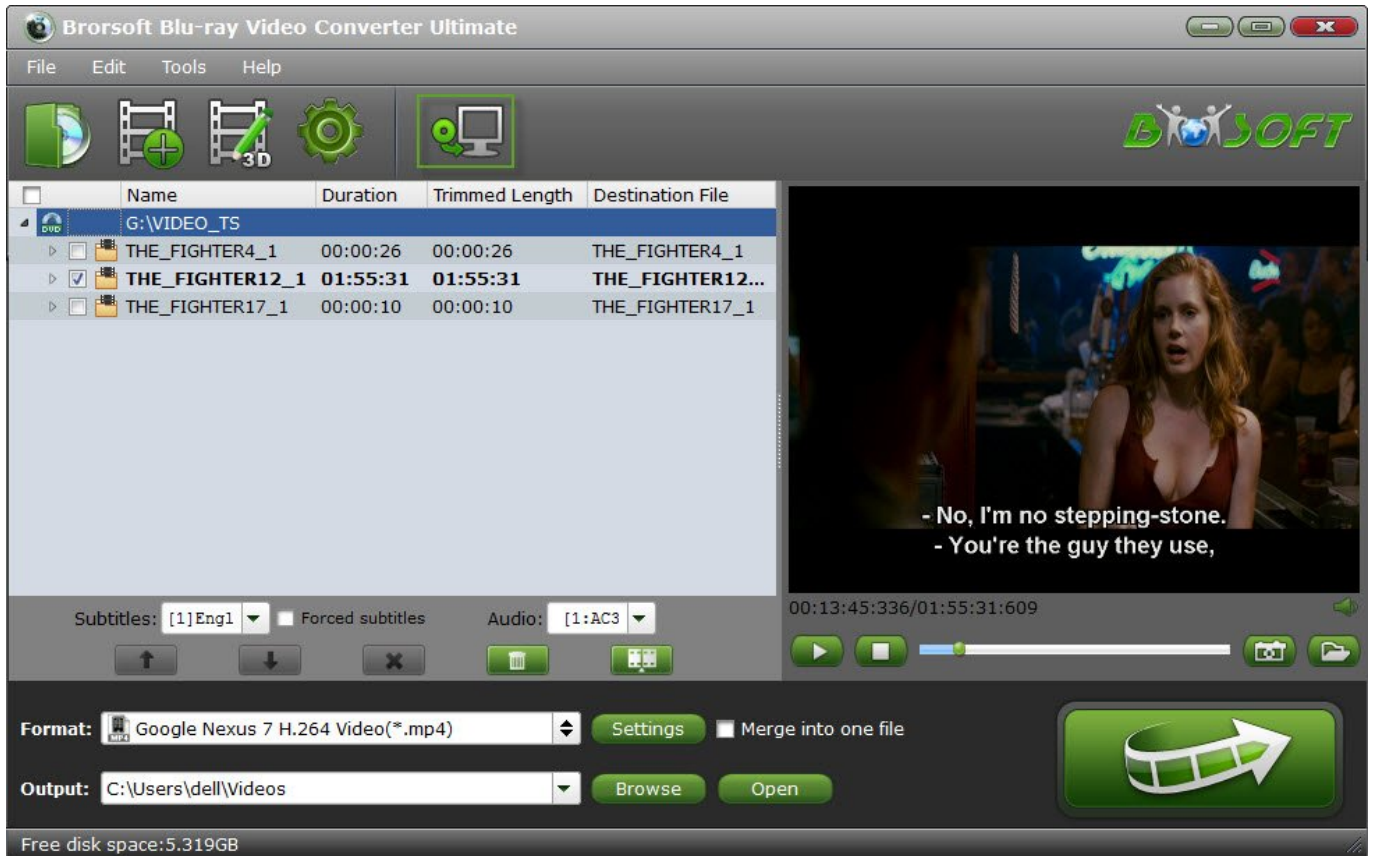 Brorsoft Blu-ray Video Converter Ultimate
File Edit Tools Help
3D
BRORSOFT
Name Duration Trimmed Length Destination File
DVD G:\VIDEO_TS
THE_FIGHTER4_1 00:00:26 00:00:26 THE_FIGHTER4_1
THE_FIGHTER12_1 01:55:31 01:55:31 THE_FIGHTER12...
THE_FIGHTER17_1 00:00:10 00:00:10 THE_FIGHTER17_1
- No, I'm no stepping-stone.
- You're the guy they use,
Subtitles: [1]Engl Forced subtitles Audio: [1:AC3
00:13:45:336/01:55:31:609
Format: MP4 Google Nexus 7 H.264 Video(*.mp4) Settings Merge into one file
Output: C:\Users\dell\Videos Browse Open
Free disk space:5.319GB